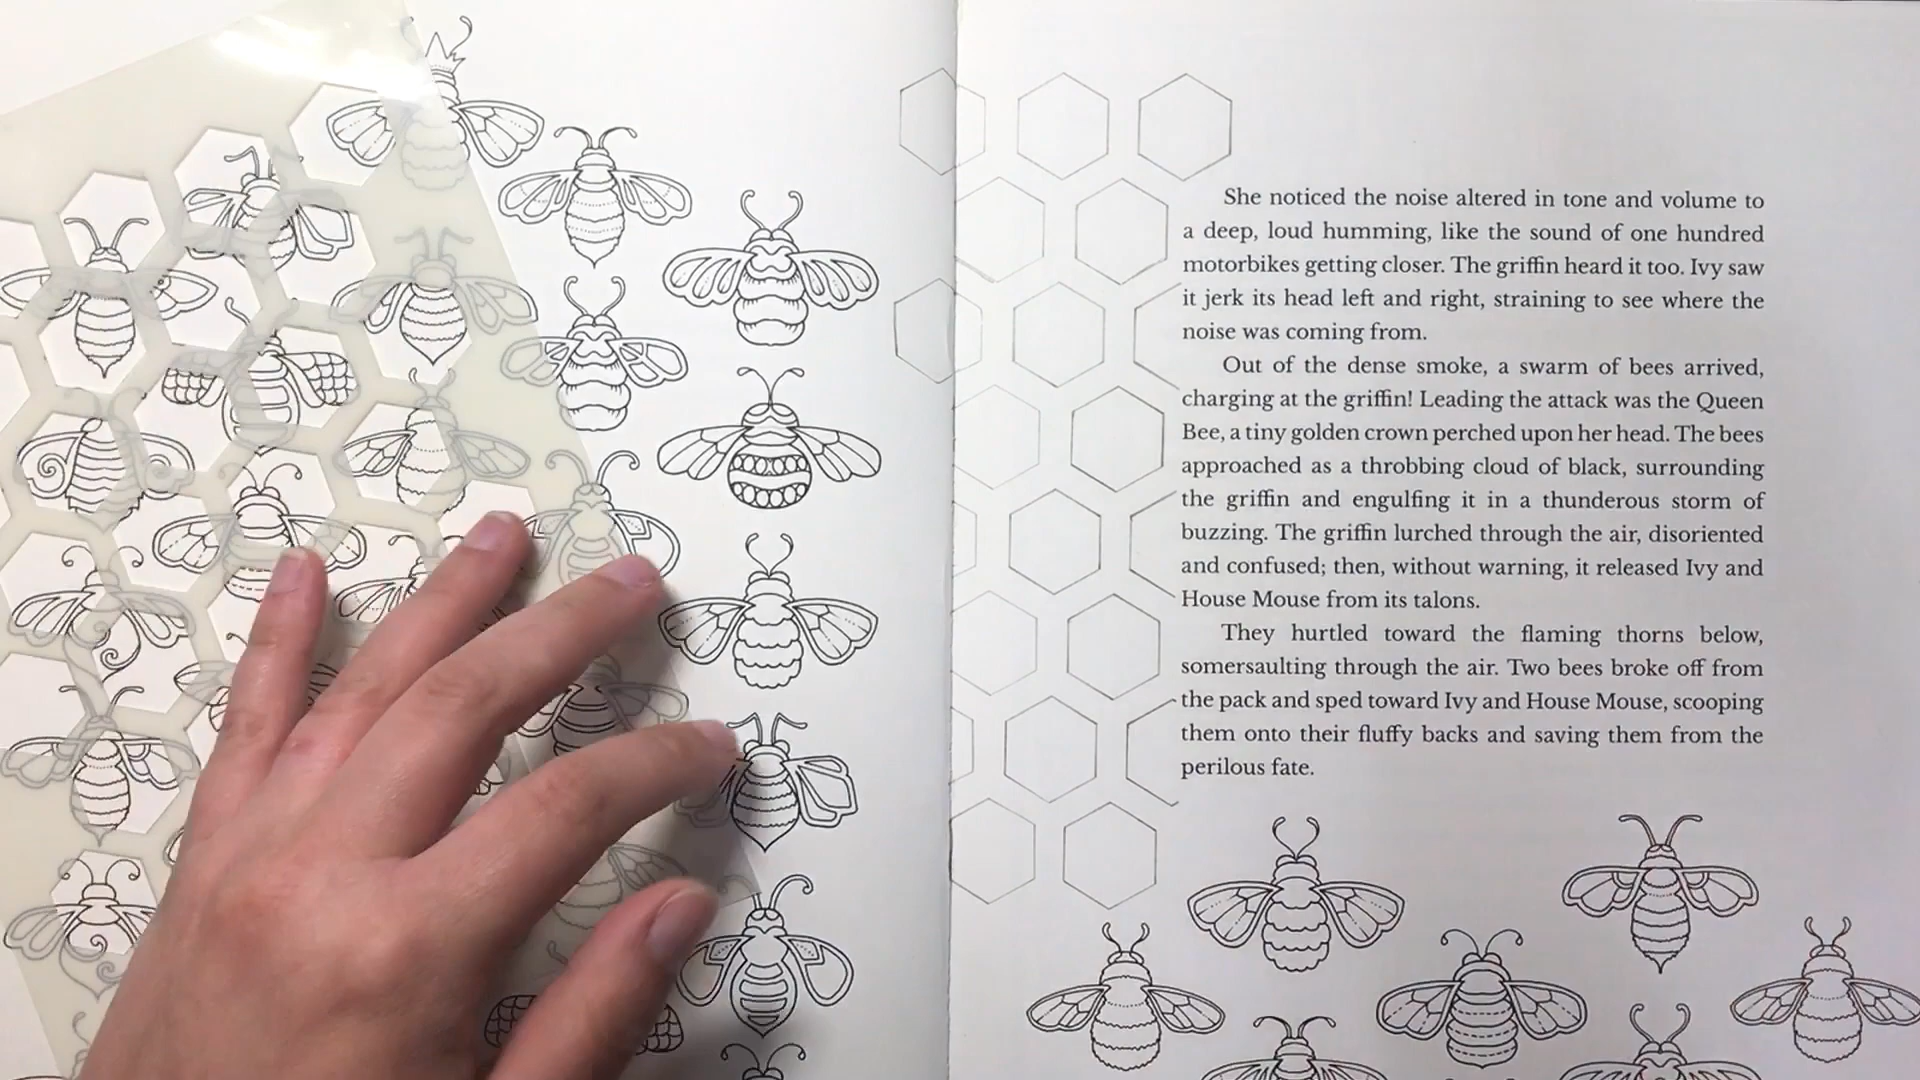 She noticed the noise altered in tone and volume to
a deep, loud humming, like the sound of one hundred
motorbikes getting closer. The griffin heard it too. Ivy saw
it jerk its head left and right, straining to see where the
noise was coming from.
Out of the dense smoke, a swarm of bees arrived,
charging at the griffin! Leading the attack was the Queen
Bee, a tiny golden crown perched upon her head. The bees
approached as a throbbing cloud of black, surrounding
the griffin and engulfing it in a thunderous storm of
buzzing. The griffin lurched through the air, disoriented
and confused; then, without warning, it released Ivy and
House Mouse from its talons.
They hurtled toward the flaming thorns below,
somersaulting through the air. Two bees broke off from
the pack and sped toward Ivy and House Mouse, scooping
them onto their fluffy backs and saving them from the
perilous fate.